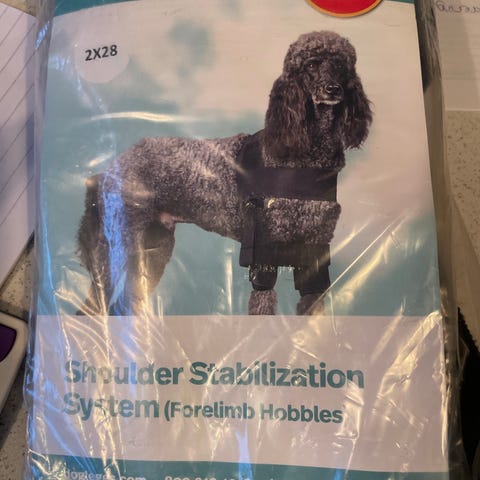 2X28
Shoulder Stabilization
System (Forelimb Hobbles